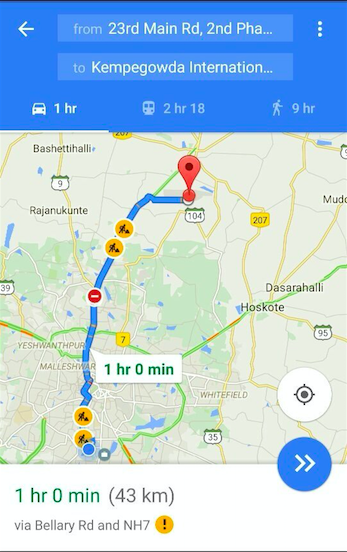 from 23rd Main Rd, 2nd Pha...
to Kempegowda Internation...
1 hr 2 hr 18 9 hr
207
Bashettihalli
9
Rajanukunte
104
207
Mudo
39
Dasarahalli
Hoskote
95
YESHWANTHPUR
7
MALLESHWAR
1 hr 0 min
WHITEFIELD
35
1 hr 0 min (43 km)
via Bellary Rd and NH7